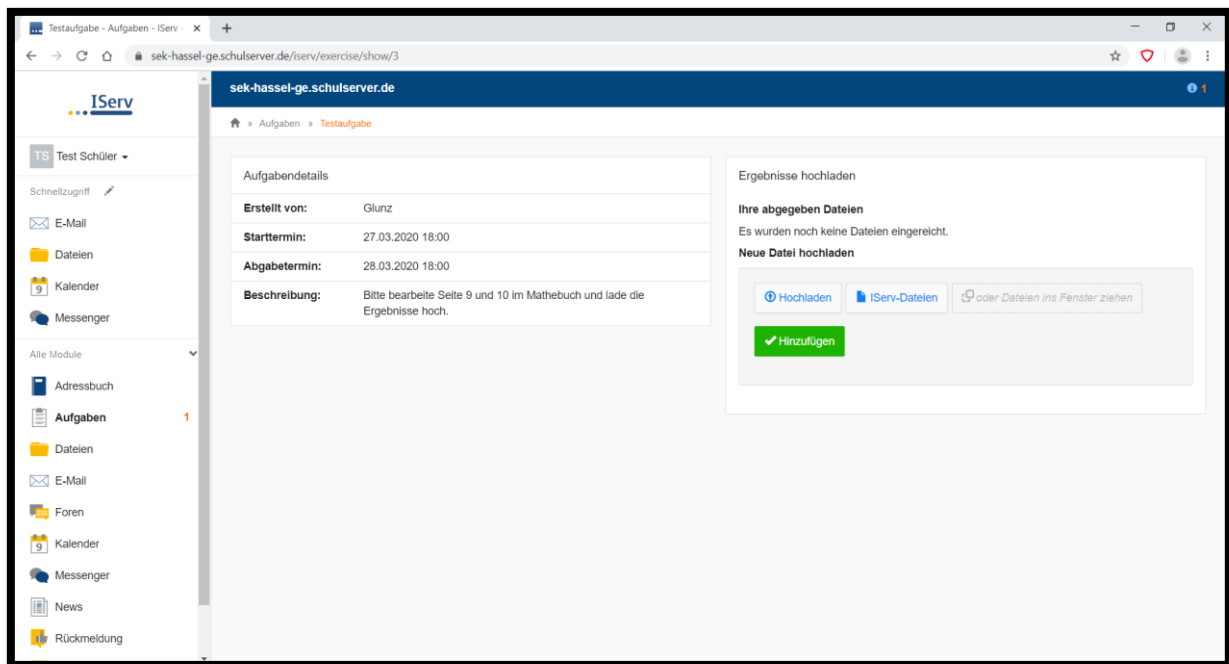 Testaufgabe - Aufgaben - IServ -
sek-hassel-ge.schulserver.de/iserv/exercise/show/3
IServ
TS Test Schüler
Schnellzugriff
E-Mail
Dateien
9 Kalender
Messenger
Alle Module
Adressbuch
Aufgaben 1
Dateien
E-Mail
Foren
9 Kalender
Messenger
News
Rückmeldung
sek-hassel-ge.schulserver.de 1
» Aufgaben » Testaufgabe
Aufgabendetails
Erstellt von: Glunz
Starttermin: 27.03.2020 18:00
Abgabetermin: 28.03.2020 18:00
Beschreibung: Bitte bearbeite Seite 9 und 10 im Mathebuch und lade die
Ergebnisse hoch.
Ergebnisse hochladen
Ihre abgegeben Dateien
Es wurden noch keine Dateien eingereicht.
Neue Datei hochladen
Hochladen IServ-Dateien oder Dateien ins Fenster ziehen
Hinzufügen